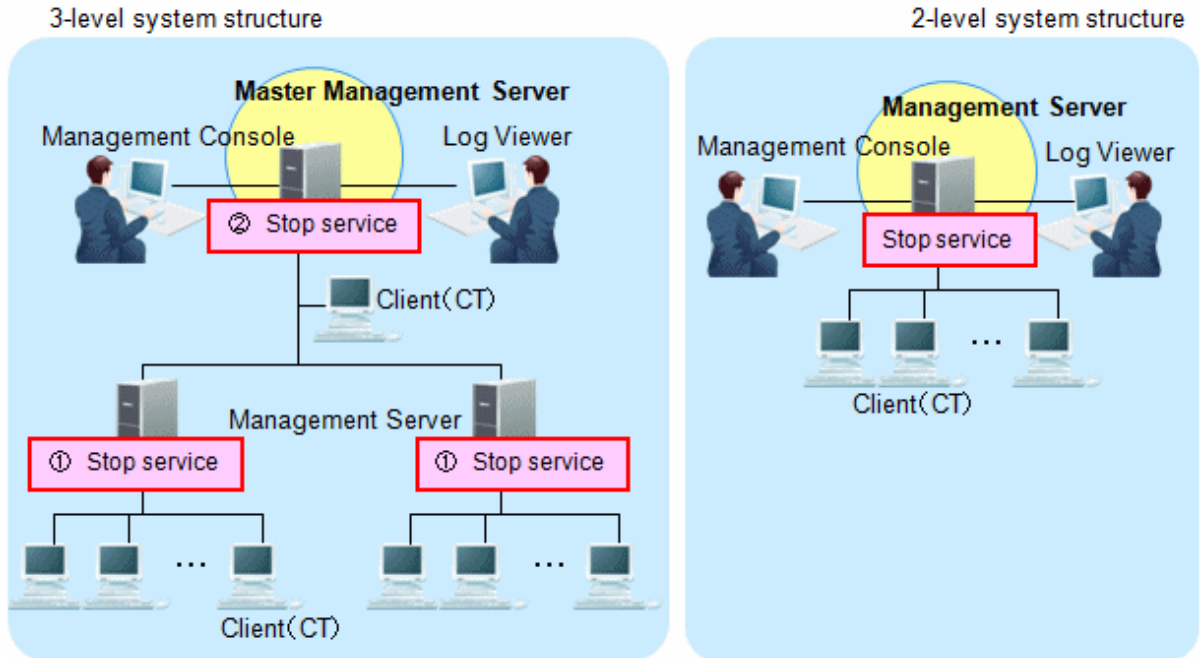 3-level system structure
Master Management Server
Management Console
Log Viewer
② Stop service
Client(CT)
Management Server
① Stop service
① Stop service
...
...
Client(CT)
2-level system structure
Management Server
Management Console
Log Viewer
Stop service
...
Client(CT)